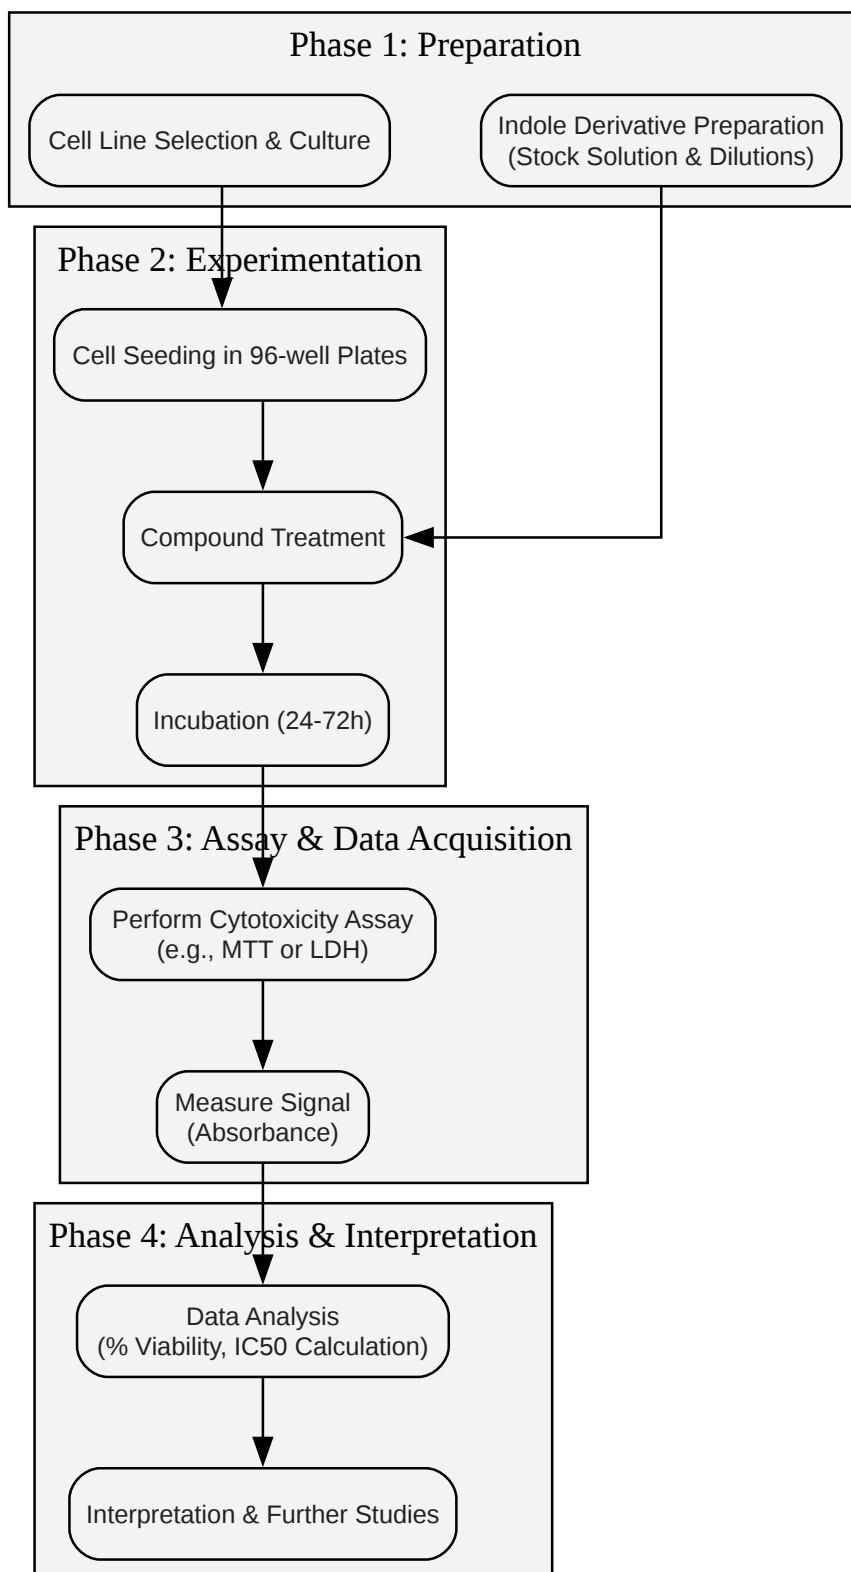 Phase 1: Preparation
Cell Line Selection & Culture
Indole Derivative Preparation
(Stock Solution & Dilutions)
Phase 2: Experimentation
Cell Seeding in 96-well Plates
Compound Treatment
Incubation (24-72h)
Phase 3: Assay & Data Acquisition
Perform Cytotoxicity Assay
(e.g., MTT or LDH)
Measure Signal
(Absorbance)
Phase 4: Analysis & Interpretation
Data Analysis
(% Viability, IC50 Calculation)
Interpretation & Further Studies